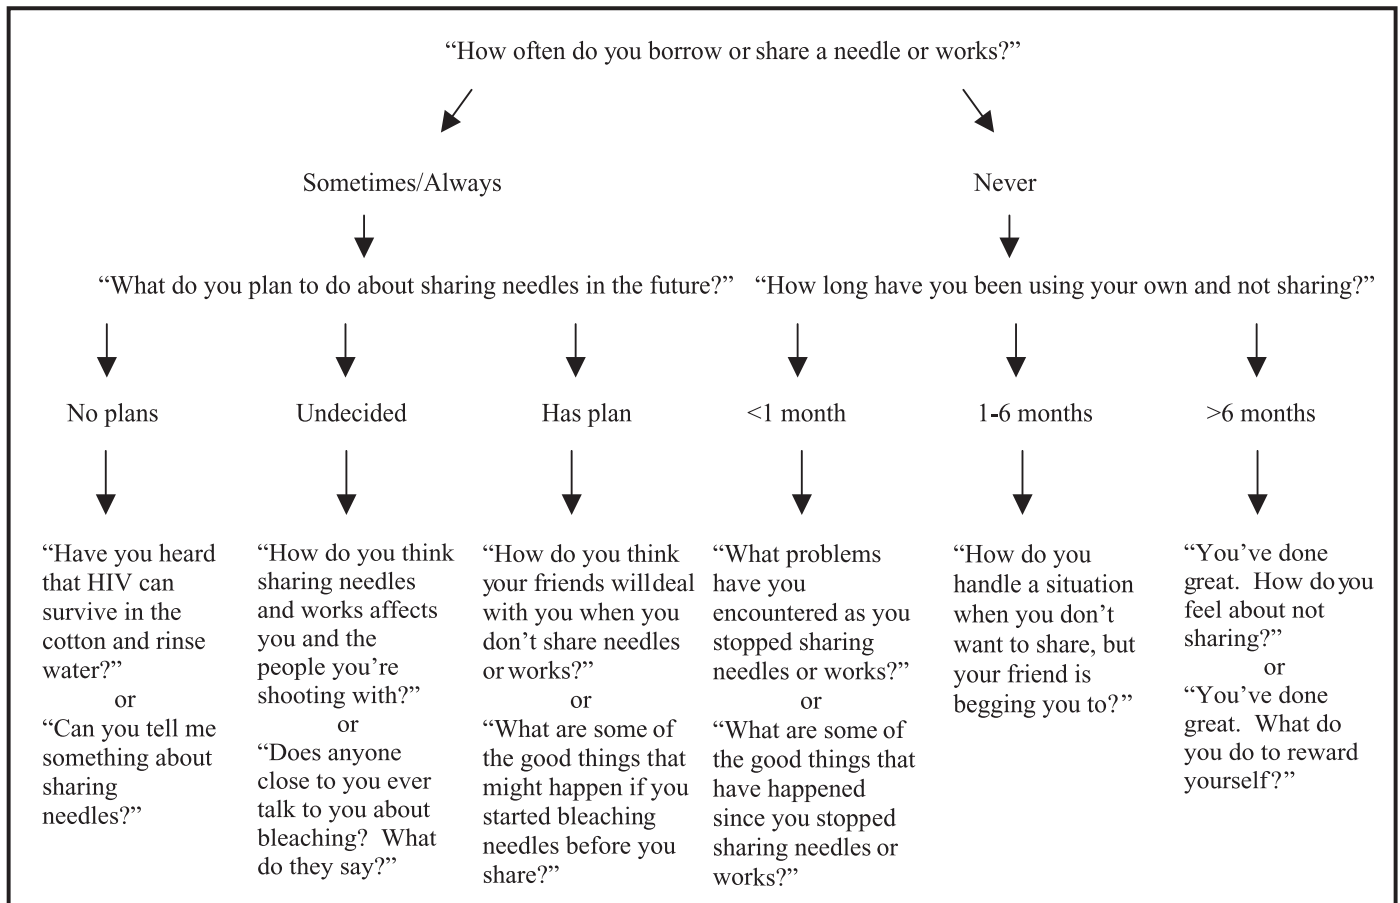 “How often do you borrow or share a needle or works?”
Sometimes/Always
Never
“What do you plan to do about sharing needles in the future?”
“How long have you been using your own and not sharing?”
No plans
Undecided
Has plan
<1 month
1-6 months
>6 months
“Have you heard
that HIV can
survive in the
cotton and rinse
water?”
or
“Can you tell me
something about
sharing
needles?”
“How do you think
sharing needles
and works affects
you and the
people you’re
shooting with?”
or
“Does anyone
close to you ever
talk to you about
bleaching?  What
do they say?”
“How do you think
your friends will deal
with you when you
don’t share needles
or works?”
or
“What are some of
the good things that
might happen if you
started bleaching
needles before you
share?”
“What problems
have you
encountered as you
stopped sharing
needles or works?”
or
“What are some of
the good things that
have happened
since you stopped
sharing needles or
works?”
“How do you
handle a situation
when you don’t
want to share, but
your friend is
begging you to?”
“You’ve done
great.  How do you
feel about not
sharing?”
or
“You’ve done
great.  What do
you do to reward
yourself?”